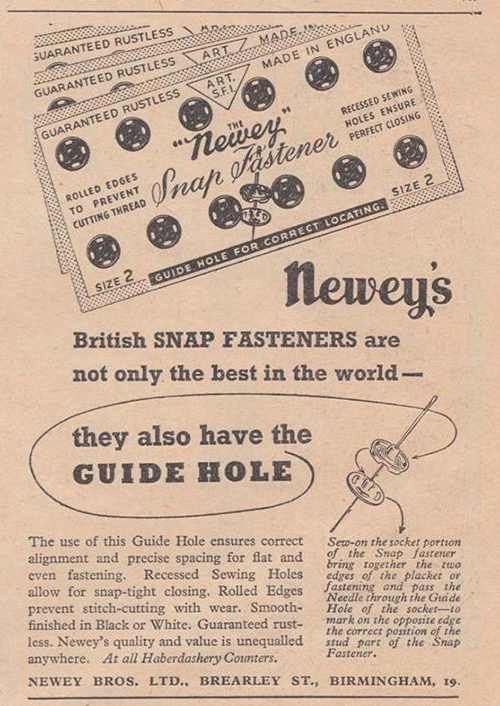 GUARANTEED RUSTLESS ART. MADE IN
GUARANTEED RUSTLESS ART. MADE IN
GUARANTEED RUSTLESS ART. S.F.I. MADE IN ENGLAND
THE
"Newey"
Snap Fastener
ROLLED EDGES
TO PREVENT
CUTTING THREAD
RECESSED SEWING
HOLES ENSURE
PERFECT CLOSING
SIZE 2
SIZE 2
GUIDE HOLE FOR CORRECT LOCATING.
Newey's
British SNAP FASTENERS are
not only the best in the world—
they also have the
GUIDE HOLE
The use of this Guide Hole ensures correct
alignment and precise spacing for flat and
even fastening. Recessed Sewing Holes
allow for snap-tight closing. Rolled Edges
prevent stitch-cutting with wear. Smooth-
finished in Black or White. Guaranteed rust-
less. Newey's quality and value is unequalled
anywhere. At all Haberdashery Counters.
Sew-on the socket portion
of the Snap fastener
bring together the two
edges of the placket or
fastening and pass the
Needle through the Guide
Hole of the socket—to
mark on the opposite edge
the correct position of the
stud part of the Snap
Fastener.
NEWEY BROS. LTD., BREARLEY ST., BIRMINGHAM, 19.